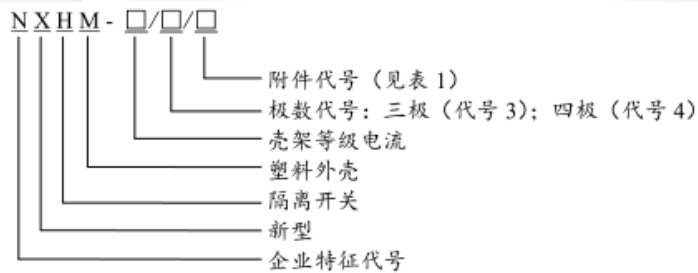 NXHM-□/□/□
附件代号（见表 1）
极数代号：三极（代号 3）；四极（代号 4）
壳架等级电流
塑料外壳
隔离开关
新型
企业特征代号